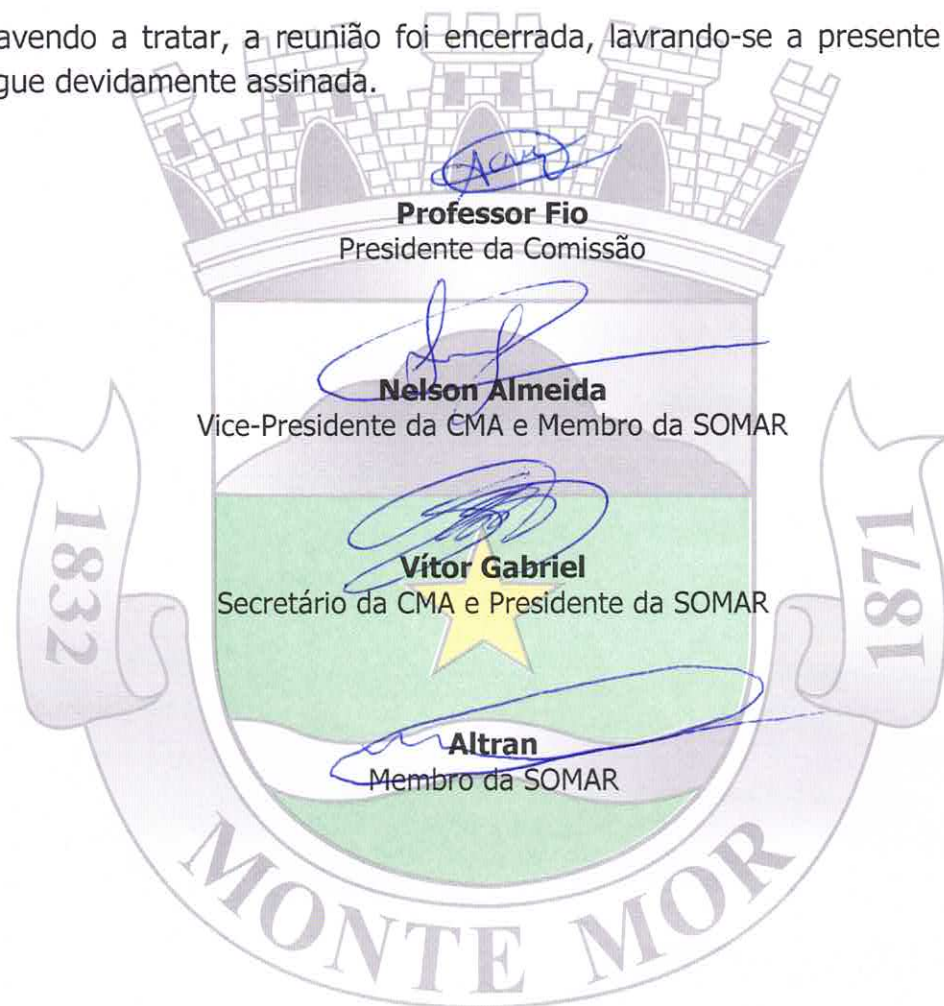 avendo a tratar, a reunião foi encerrada, lavrando-se a presente
gue devidamente assinada.
Professor Fio
Presidente da Comissão
Nelson Almeida
Vice-Presidente da CMA e Membro da SOMAR
Vítor Gabriel
Secretário da CMA e Presidente da SOMAR
Altran
Membro da SOMAR
1832
1871
MONTE MOR